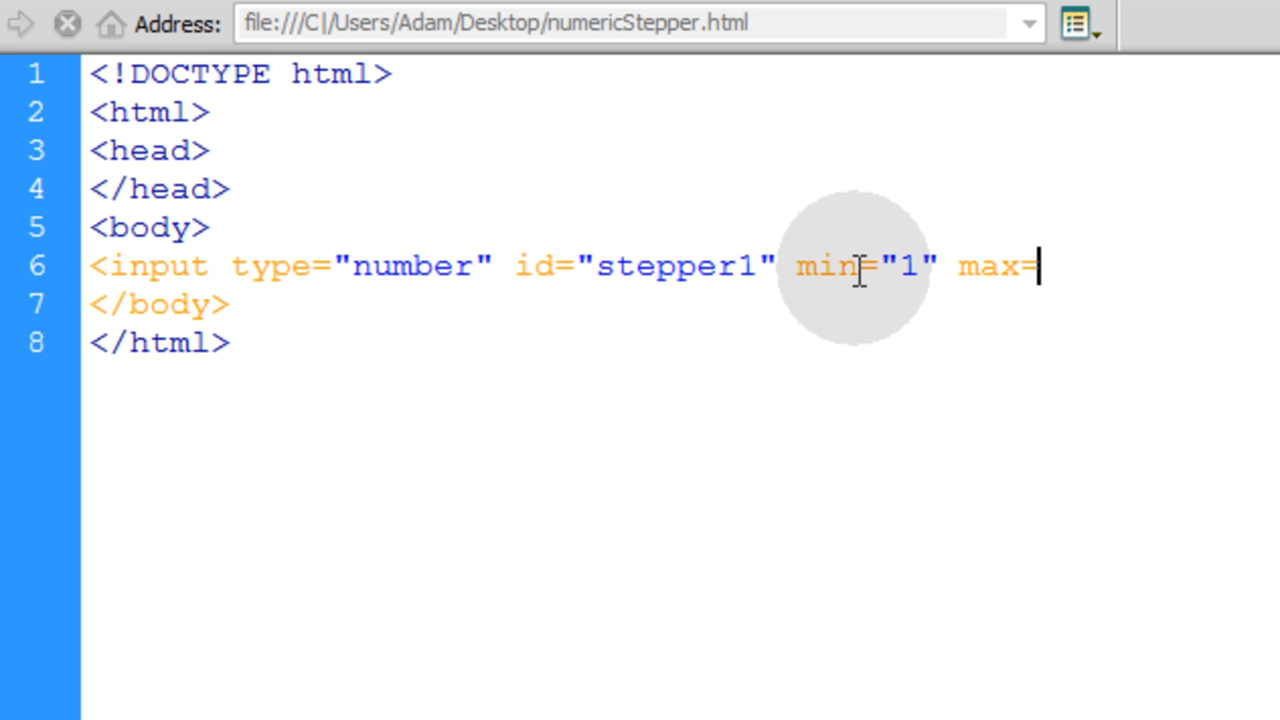 Address: file:///C|/Users/Adam/Desktop/numericStepper.html
1 <!DOCTYPE html>
2 <html>
3 <head>
4 </head>
5 <body>
6 <input type="number" id="stepper1" min="1" max=
7 </body>
8 </html>